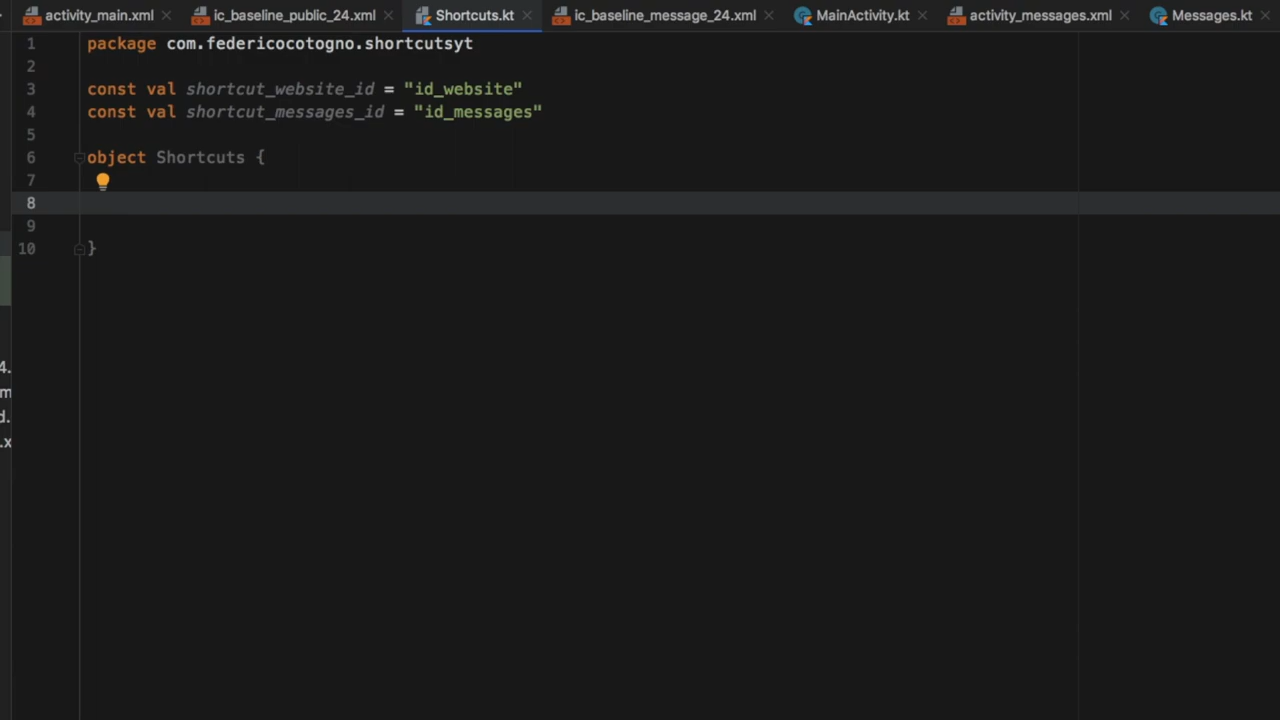 activity_main.xml ic_baseline_public_24.xml Shortcuts.kt ic_baseline_message_24.xml MainActivity.kt activity_messages.xml Messages.kt
1 package com.federicocotogno.shortcutsyt
2
3 const val shortcut_website_id = "id_website"
4 const val shortcut_messages_id = "id_messages"
5
6 object Shortcuts {
7
8
9
10 }
4.
m
d.
.x